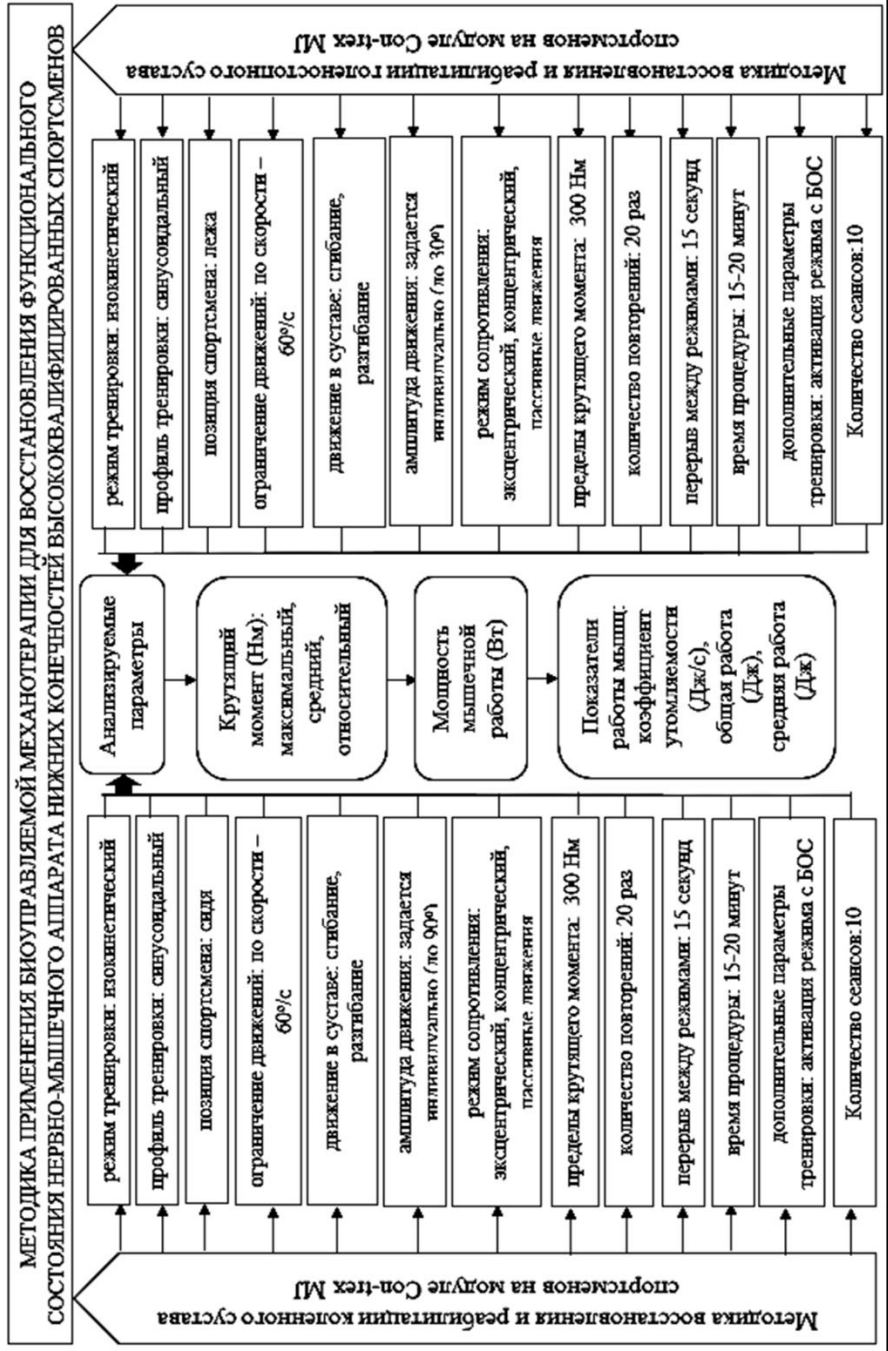 МЕТОДИКА ПРИМЕНЕНИЯ БИОУПРАВЛЯЕМОЙ МЕХАНОТЕРАПИИ ДЛЯ ВОССТАНОВЛЕНИЯ ФУНКЦИОНАЛЬНОГО
СОСТОЯНИЯ НЕРВНО-МЫШЕЧНОГО АППАРАТА НИЖНИХ КОНЕЧНОСТЕЙ ВЫСОКОКВАЛИФИЦИРОВАННЫХ СПОРТСМЕНОВ
Методика восстановления и реабилитации коленного сустава
спортсменов на модуле Con-trex MJ
режим тренировки: изокинетический
профиль тренировки: синусоидальный
позиция спортсмена: сидя
ограничение движений: по скорости –
60º/с
движение в суставе: сгибание,
разгибание
амплитуда движения: задается
индивидуально (до 90º)
режим сопротивления:
эксцентрический, концентрический,
пассивные движения
пределы крутящего момента: 300 Нм
количество повторений: 20 раз
перерыв между режимами: 15 секунд
время процедуры: 15-20 минут
дополнительные параметры
тренировки: активация режима с БОС
Количество сеансов:10
Анализируемые
параметры
Крутящий
момент (Нм):
максимальный,
средний,
относительный
Мощность
мышечной
работы (Вт)
Показатели
работы мышц:
коэффициент
утомляемости
(Дж/с),
общая работа
(Дж),
средняя работа
(Дж)
режим тренировки: изокинетический
профиль тренировки: синусоидальный
позиция спортсмена: лежа
ограничение движений: по скорости –
60º/с
движение в суставе: сгибание,
разгибание
амплитуда движения: задается
индивидуально (до 30º)
режим сопротивления:
эксцентрический, концентрический,
пассивные движения
пределы крутящего момента: 300 Нм
количество повторений: 20 раз
перерыв между режимами: 15 секунд
время процедуры: 15-20 минут
дополнительные параметры
тренировки: активация режима с БОС
Количество сеансов:10
Методика восстановления и реабилитации голеностопного сустава
спортсменов на модуле Con-trex MJ